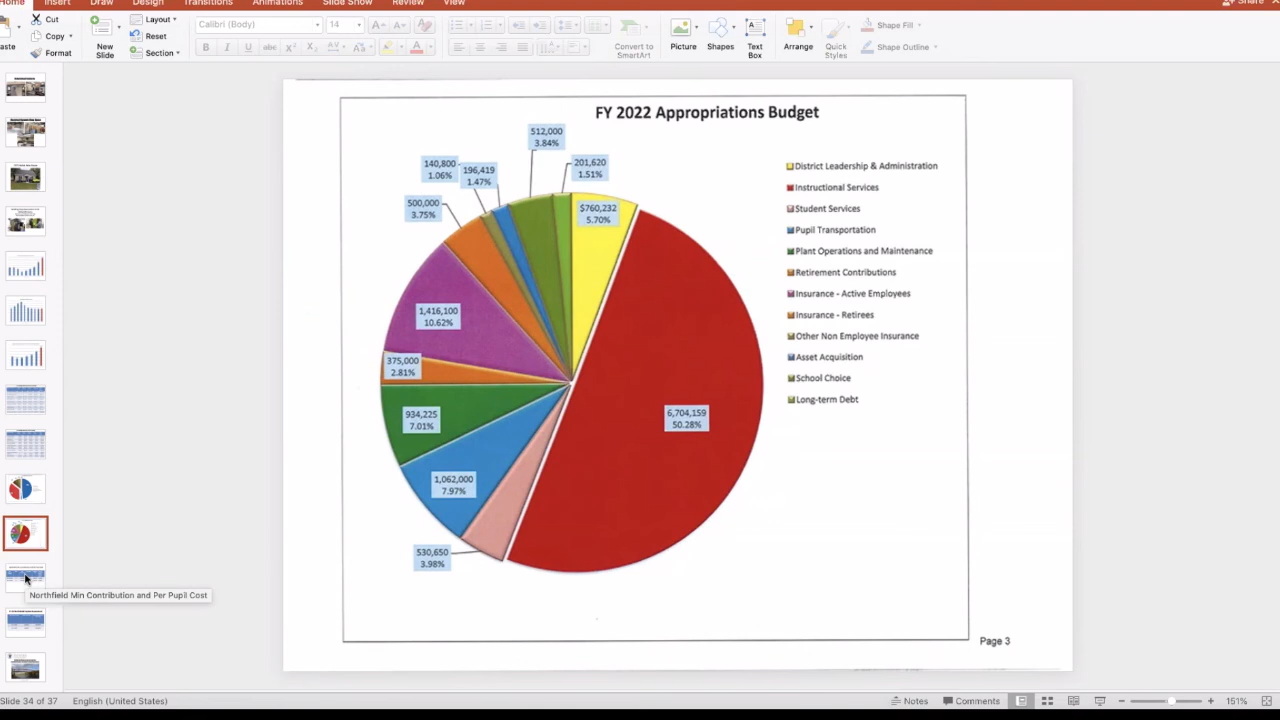 Home Insert Draw Design Transitions Animations Slide Show Review View Share
Cut
Copy
Format
New Slide
Layout
Reset
Section
Calibri (Body) 14
Convert to SmartArt
Picture
Shapes
Text Box
Arrange
Quick Styles
Shape Fill
Shape Outline
FY 2022 Appropriations Budget
512,000
3.84%
140,800
1.06%
196,419
1.47%
201,620
1.51%
500,000
3.75%
$760,232
5.70%
1,416,100
10.62%
375,000
2.81%
934,225
7.01%
6,704,159
50.28%
1,062,000
7.97%
530,650
3.98%
District Leadership & Administration
Instructional Services
Student Services
Pupil Transportation
Plant Operations and Maintenance
Retirement Contributions
Insurance - Active Employees
Insurance - Retirees
Other Non Employee Insurance
Asset Acquisition
School Choice
Long-term Debt
Page 3
Northfield Min Contribution and Per Pupil Cost
Slide 34 of 37 English (United States) Notes Comments 151%